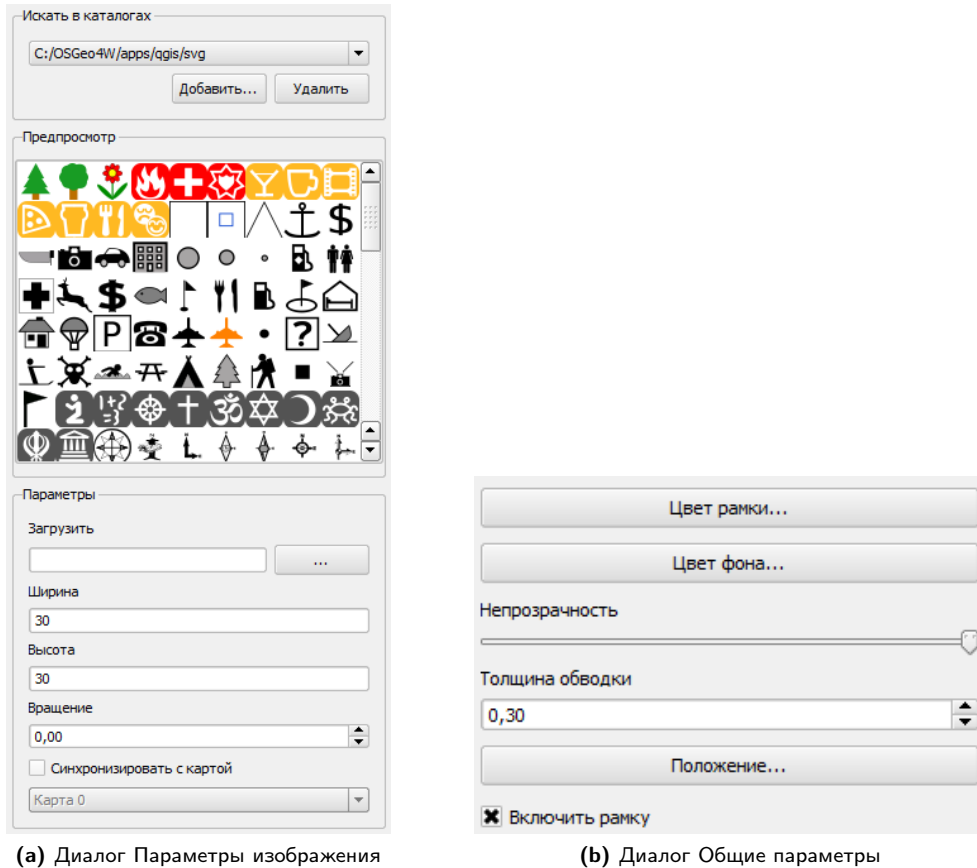 Искать в каталогах
C:/OSGeo4W/apps/qgis/svg
Добавить... Удалить
Предпросмотр
Параметры
Загрузить
...
Ширина
30
Высота
30
Вращение
0,00
Синхронизировать с картой
Карта 0
(a) Диалог Параметры изображения
Цвет рамки...
Цвет фона...
Непрозрачность
Толщина обводки
0,30
Положение...
Включить рамку
(b) Диалог Общие параметры